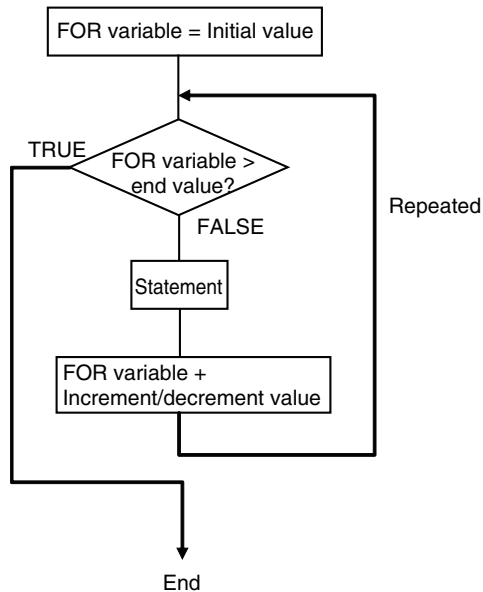 FOR variable = Initial value
TRUE
FOR variable >
end value?
Repeated
FALSE
Statement
FOR variable +
Increment/decrement value
End